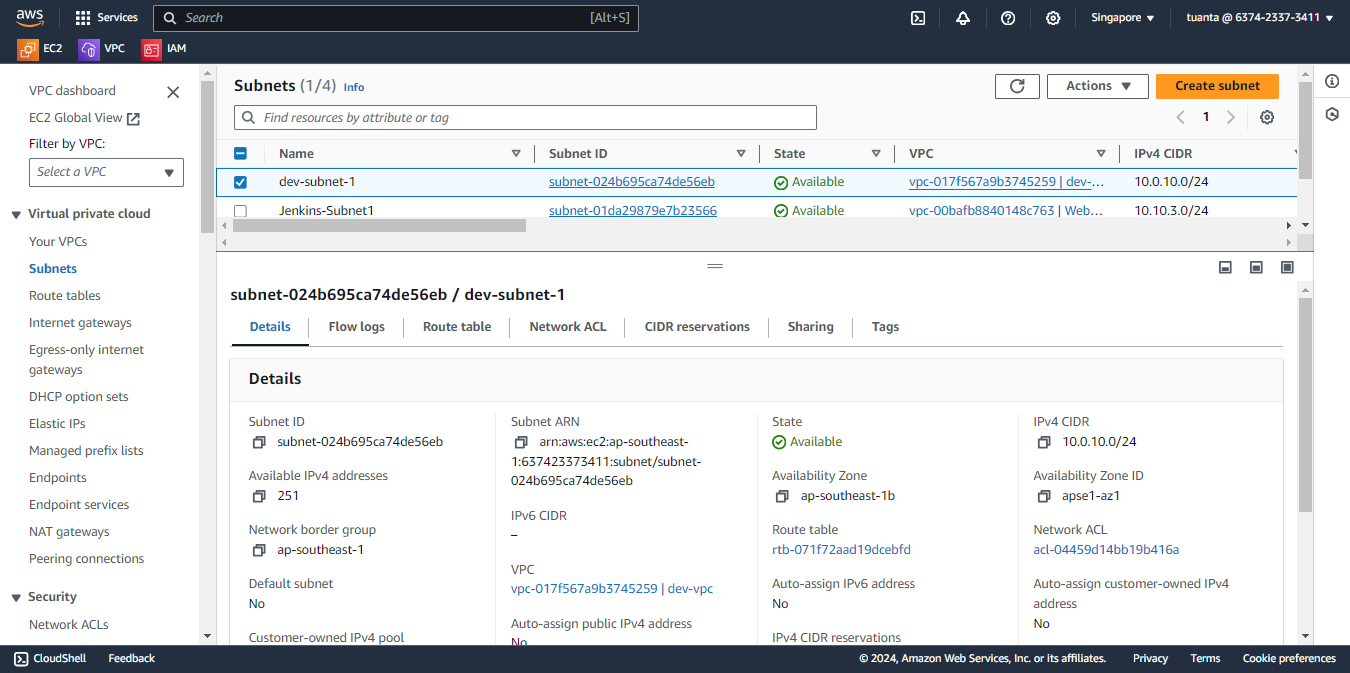 aws
Services
Search
[Alt+S]
Singapore
tuanta @ 6374-2337-3411
EC2
VPC
IAM
VPC dashboard
EC2 Global View
Filter by VPC:
Select a VPC
Virtual private cloud
Your VPCs
Subnets
Route tables
Internet gateways
Egress-only internet
gateways
DHCP option sets
Elastic IPs
Managed prefix lists
Endpoints
Endpoint services
NAT gateways
Peering connections
Security
Network ACLs
Subnets (1/4) Info
Actions
Create subnet
Find resources by attribute or tag
1
Name
Subnet ID
State
VPC
IPv4 CIDR
dev-subnet-1
subnet-024b695ca74de56eb
Available
vpc-017f567a9b3745259 | dev-...
10.0.10.0/24
Jenkins-Subnet1
subnet-01da29879e7b23566
Available
vpc-00bafb8840148c763 | Web...
10.10.3.0/24
subnet-024b695ca74de56eb / dev-subnet-1
Details
Flow logs
Route table
Network ACL
CIDR reservations
Sharing
Tags
Details
Subnet ID
subnet-024b695ca74de56eb
Available IPv4 addresses
251
Network border group
ap-southeast-1
Default subnet
No
Customer-owned IPv4 pool
Subnet ARN
arn:aws:ec2:ap-southeast-
1:637423373411:subnet/subnet-
024b695ca74de56eb
IPv6 CIDR
–
VPC
vpc-017f567a9b3745259 | dev-vpc
Auto-assign public IPv4 address
No
State
Available
Availability Zone
ap-southeast-1b
Route table
rtb-071f72aad19dcebfd
Auto-assign IPv6 address
No
IPv4 CIDR reservations
IPv4 CIDR
10.0.10.0/24
Availability Zone ID
apse1-az1
Network ACL
acl-04459d14bb19b416a
Auto-assign customer-owned IPv4
address
No
CloudShell
Feedback
© 2024, Amazon Web Services, Inc. or its affiliates.
Privacy
Terms
Cookie preferences